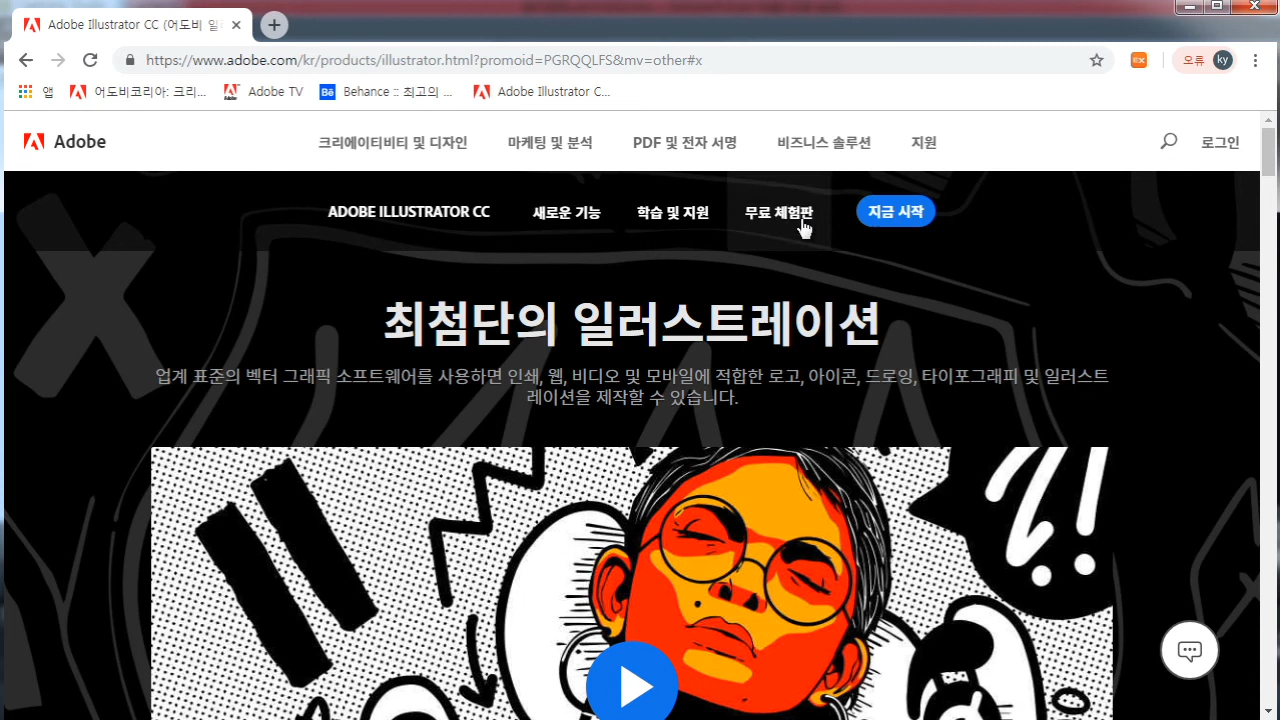 Adobe Illustrator CC (어도비 일
https://www.adobe.com/kr/products/illustrator.html?promoid=PGRQQLFS&mv=other#x
오류
ky
앱
어도비코리아: 크리...
Adobe TV
Bē
Behance :: 최고의 ...
Adobe Illustrator C...
Adobe
크리에이티비티 및 디자인
마케팅 및 분석
PDF 및 전자 서명
비즈니스 솔루션
지원
로그인
ADOBE ILLUSTRATOR CC
새로운 기능
학습 및 지원
무료 체험판
지금 시작
최첨단의 일러스트레이션
업계 표준의 벡터 그래픽 소프트웨어를 사용하면 인쇄, 웹, 비디오 및 모바일에 적합한 로고, 아이콘, 드로잉, 타이포그래피 및 일러스트
레이션을 제작할 수 있습니다.
?!